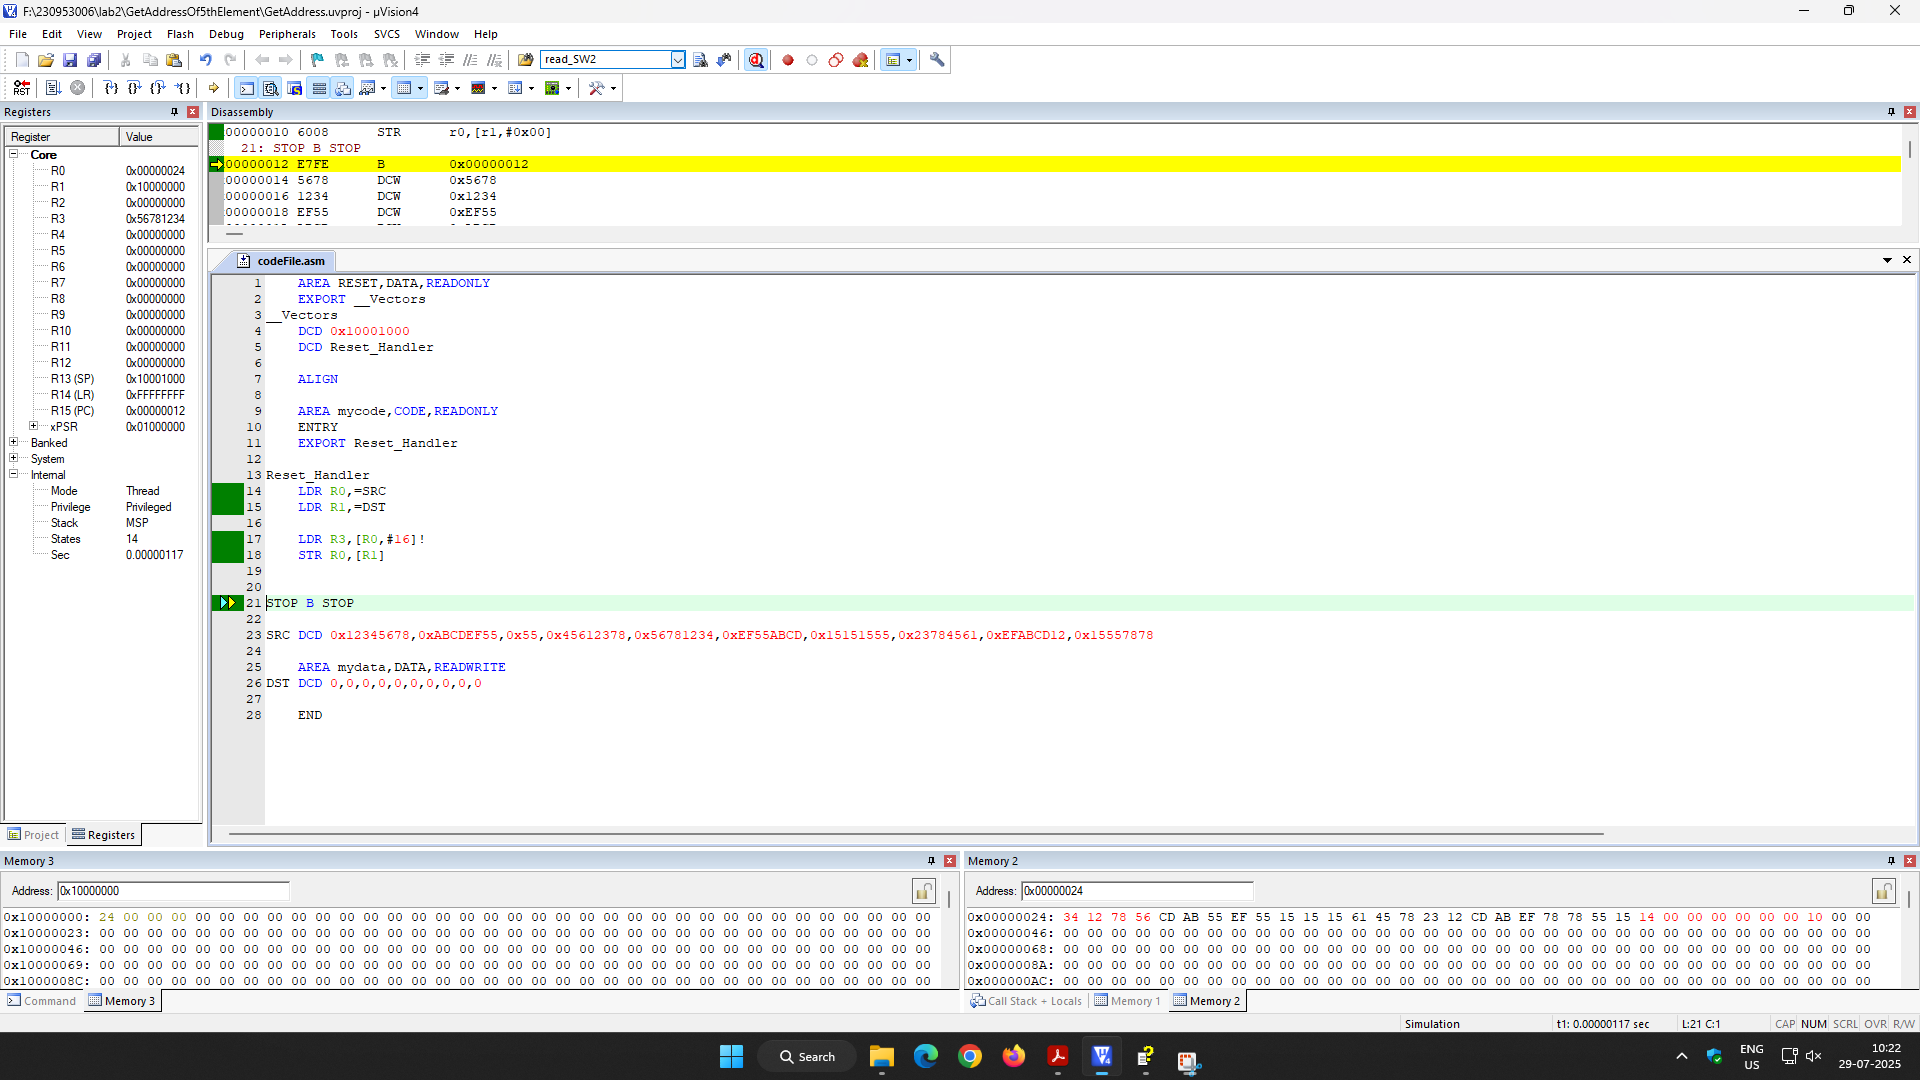 F:\230953006\lab2\GetAddressOf5thElement\GetAddress.uvproj - µVision4
File Edit View Project Flash Debug Peripherals Tools SVCS Window Help
read_SW2
Registers
Register Value
Core
R0 0x00000024
R1 0x10000000
R2 0x00000000
R3 0x56781234
R4 0x00000000
R5 0x00000000
R6 0x00000000
R7 0x00000000
R8 0x00000000
R9 0x00000000
R10 0x00000000
R11 0x00000000
R12 0x00000000
R13 (SP) 0x10001000
R14 (LR) 0xFFFFFFFF
R15 (PC) 0x00000012
xPSR 0x01000000
Banked
System
Internal
Mode Thread
Privilege Privileged
Stack MSP
States 14
Sec 0.00000117
Project Registers
Disassembly
00000010 6008 STR r0,[r1,#0x00]
21: STOP B STOP
00000012 E7FE B 0x00000012
00000014 5678 DCW 0x5678
00000016 1234 DCW 0x1234
00000018 EF55 DCW 0xEF55
codeFile.asm
1 AREA RESET,DATA,READONLY
2 EXPORT __Vectors
3 __Vectors
4 DCD 0x10001000
5 DCD Reset_Handler
6
7 ALIGN
8
9 AREA mycode,CODE,READONLY
10 ENTRY
11 EXPORT Reset_Handler
12
13 Reset_Handler
14 LDR R0,=SRC
15 LDR R1,=DST
16
17 LDR R3,[R0,#16]!
18 STR R0,[R1]
19
20
21 STOP B STOP
22
23 SRC DCD 0x12345678,0xABCDEF55,0x55,0x45612378,0x56781234,0xEF55ABCD,0x15151555,0x23784561,0xEFABCD12,0x15557878
24
25 AREA mydata,DATA,READWRITE
26 DST DCD 0,0,0,0,0,0,0,0,0,0
27
28 END
Memory 3
Address: 0x10000000
0x10000000: 24 00 00 00 00 00 00 00 00 00 00 00 00 00 00 00 00 00 00 00 00 00 00 00 00 00 00 00 00 00 00 00 00 00 00
0x10000023: 00 00 00 00 00 00 00 00 00 00 00 00 00 00 00 00 00 00 00 00 00 00 00 00 00 00 00 00 00 00 00 00 00 00 00
0x10000046: 00 00 00 00 00 00 00 00 00 00 00 00 00 00 00 00 00 00 00 00 00 00 00 00 00 00 00 00 00 00 00 00 00 00 00
0x10000069: 00 00 00 00 00 00 00 00 00 00 00 00 00 00 00 00 00 00 00 00 00 00 00 00 00 00 00 00 00 00 00 00 00 00 00
0x1000008C: 00 00 00 00 00 00 00 00 00 00 00 00 00 00 00 00 00 00 00 00 00 00 00 00 00 00 00 00 00 00 00 00 00 00 00
Command Memory 3
Memory 2
Address: 0x00000024
0x00000024: 34 12 78 56 CD AB 55 EF 55 15 15 15 61 45 78 23 12 CD AB EF 78 78 55 15 14 00 00 00 00 00 00 10 00 00
0x00000046: 00 00 00 00 00 00 00 00 00 00 00 00 00 00 00 00 00 00 00 00 00 00 00 00 00 00 00 00 00 00 00 00 00 00
0x00000068: 00 00 00 00 00 00 00 00 00 00 00 00 00 00 00 00 00 00 00 00 00 00 00 00 00 00 00 00 00 00 00 00 00 00
0x0000008A: 00 00 00 00 00 00 00 00 00 00 00 00 00 00 00 00 00 00 00 00 00 00 00 00 00 00 00 00 00 00 00 00 00 00
0x000000AC: 00 00 00 00 00 00 00 00 00 00 00 00 00 00 00 00 00 00 00 00 00 00 00 00 00 00 00 00 00 00 00 00 00 00
Call Stack + Locals Memory 1 Memory 2
Simulation t1: 0.00000117 sec L:21 C:1 CAP NUM SCRL OVR R/W
Search
ENG
US
10:22
29-07-2025